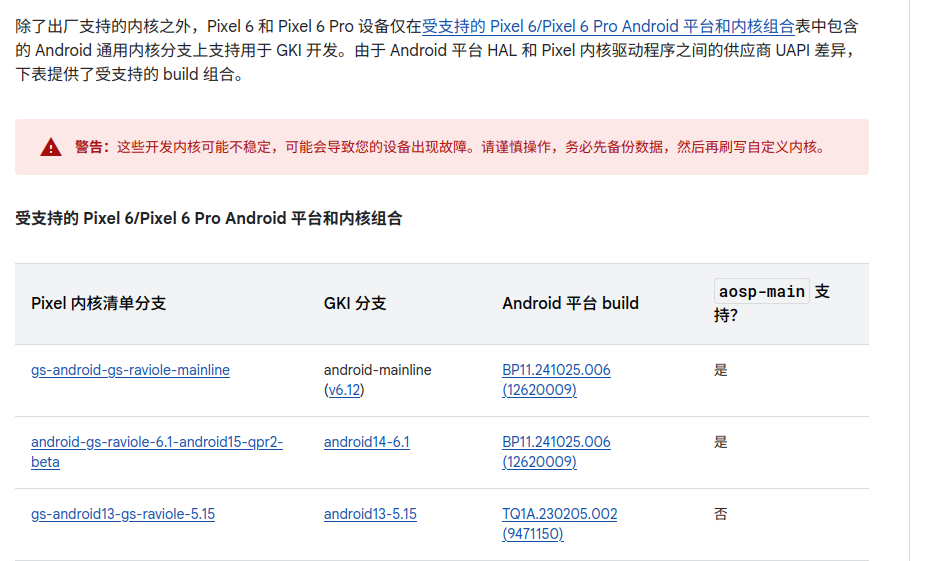 除了出厂支持的内核之外，Pixel 6 和 Pixel 6 Pro 设备仅在受支持的 Pixel 6/Pixel 6 Pro Android 平台和内核组合表中包含
的 Android 通用内核分支上支持用于 GKI 开发。由于 Android 平台 HAL 和 Pixel 内核驱动程序之间的供应商 UAPI 差异，
下表提供了受支持的 build 组合。
警告：这些开发内核可能不稳定，可能会导致您的设备出现故障。请谨慎操作，务必先备份数据，然后再刷写自定义内核。
受支持的 Pixel 6/Pixel 6 Pro Android 平台和内核组合
Pixel 内核清单分支 GKI 分支 Android 平台 build aosp-main 支
持？
gs-android-gs-raviole-mainline android-mainline BP11.241025.006 是
(v6.12) (12620009)
android-gs-raviole-6.1-android15-qpr2- android14-6.1 BP11.241025.006 是
beta (12620009)
gs-android13-gs-raviole-5.15 android13-5.15 TQ1A.230205.002 否
(9471150)